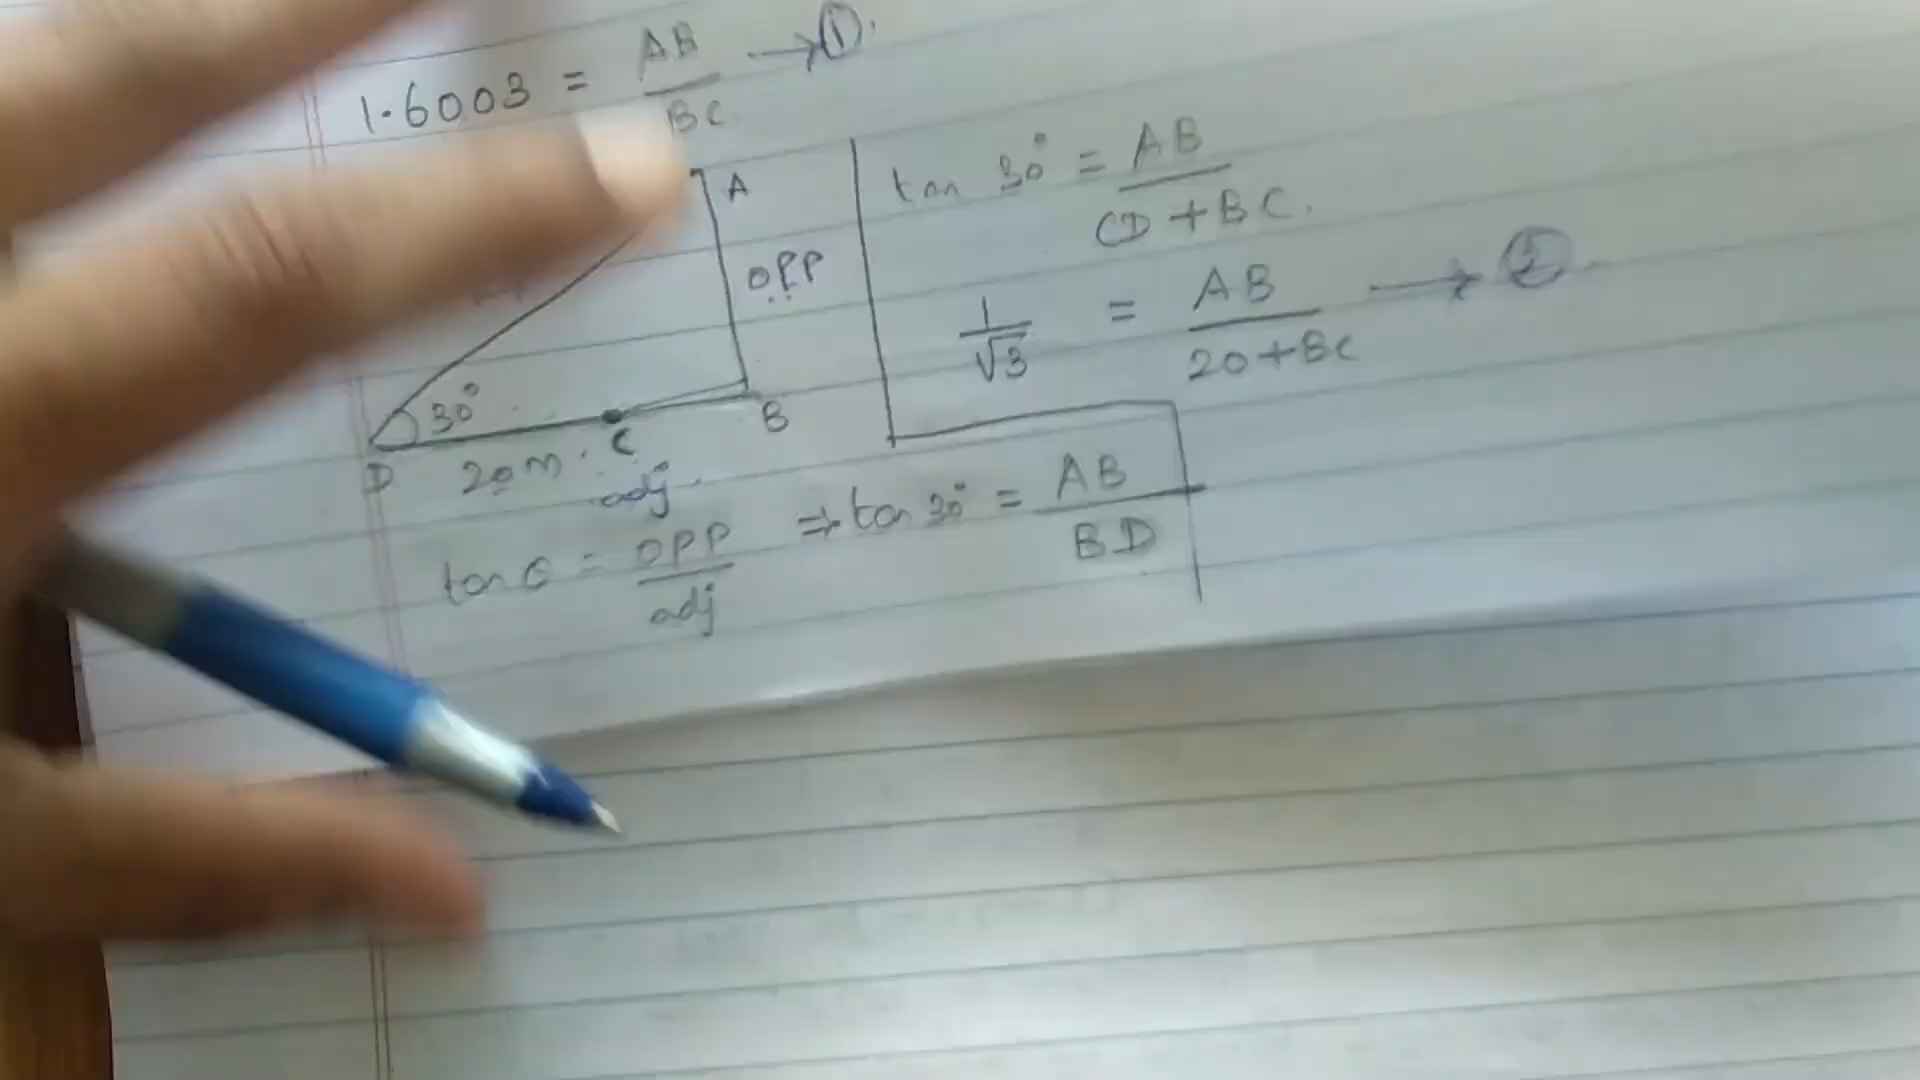 1.6003 = AB/BC → ①.
A
OPP
30°
D 20m. C B
adj.
tan θ = OPP/adj ⇒ tan 30° = AB/BD
tan 30° = AB/CD + BC.
1/√3 = AB/20+BC → ②.